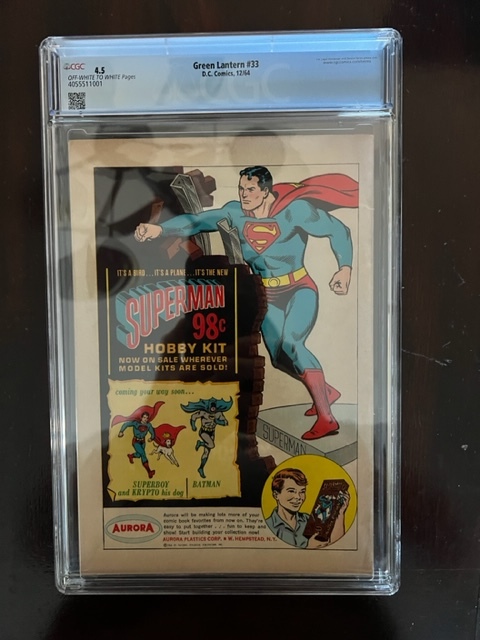 CGC 4.5
OFF-WHITE TO WHITE Pages
4055511001
Green Lantern #33
D.C. Comics, 12/64
IT'S A BIRD...IT'S A PLANE...IT'S THE NEW
SUPERMAN
98¢
HOBBY KIT
NOW ON SALE WHEREVER
MODEL KITS ARE SOLD!
coming your way soon...
SUPERBOY
and KRYPTO his dog
BATMAN
SUPERMAN
AURORA
Aurora will be making lots more of your
comic book favorites from now on. They're
easy to put together... fun to keep and
show! Start building your collection now!
AURORA PLASTICS CORP. ★ W. HEMPSTEAD, N.Y.